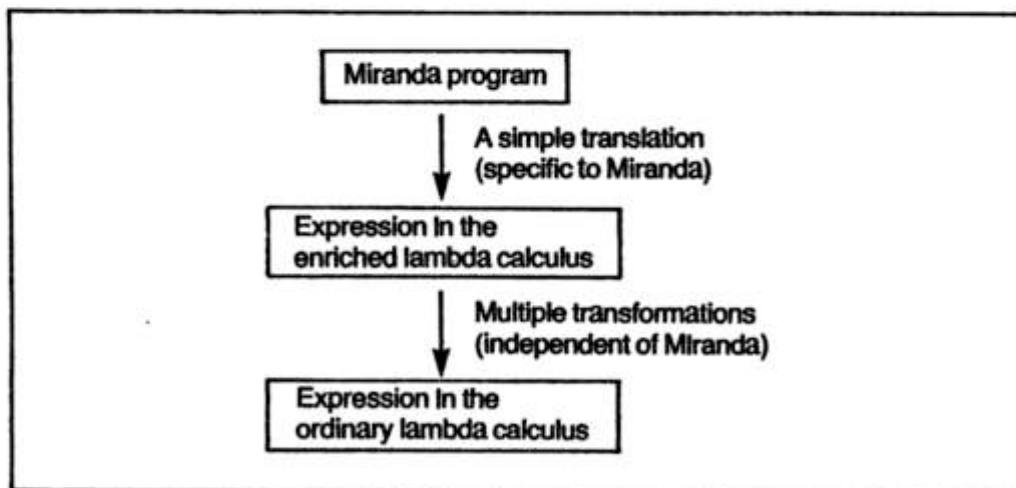 Miranda program
A simple translation
(specific to Miranda)
Expression in the
enriched lambda calculus
Multiple transformations
(independent of Miranda)
Expression in the
ordinary lambda calculus